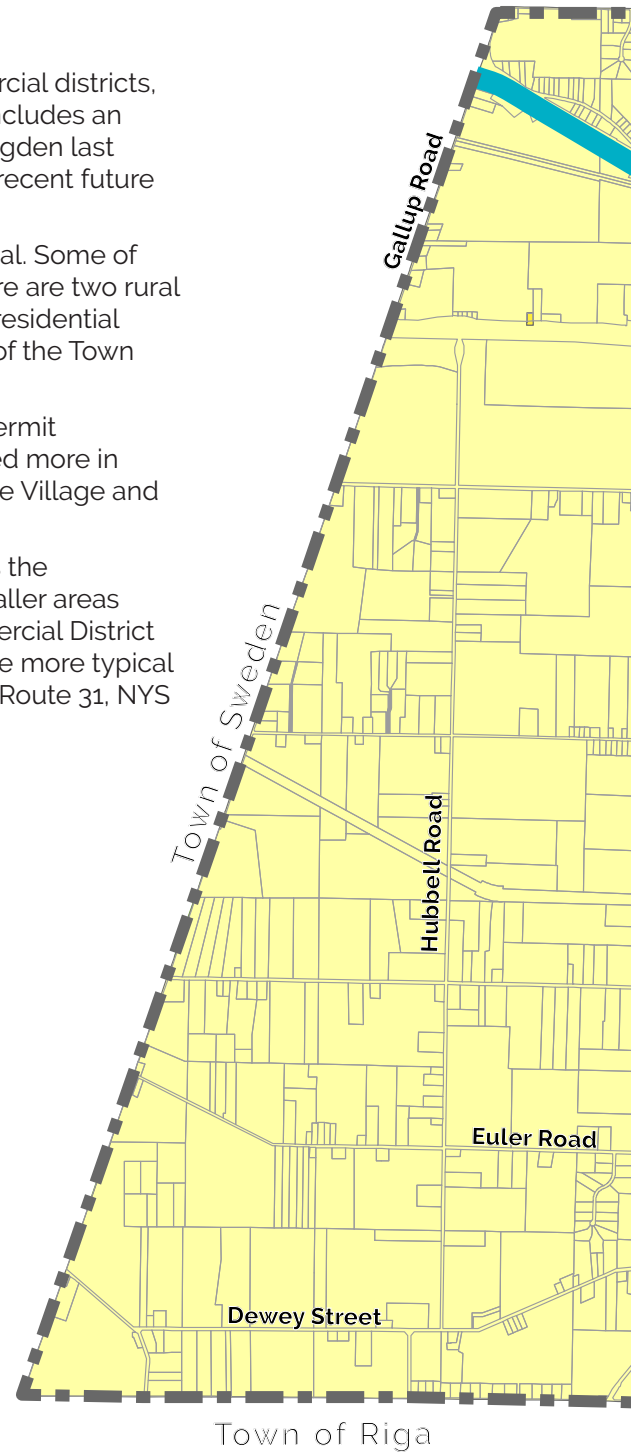 rcial districts,
ncludes an
gden last
recent future
al. Some of
re are two rural
residential
of the Town
ermit
ed more in
e Village and
the
aller areas
ercial District
e more typical
Route 31, NYS
Gallup Road
Town of Sweden
Hubbell Road
Euler Road
Dewey Street
Town of Riga